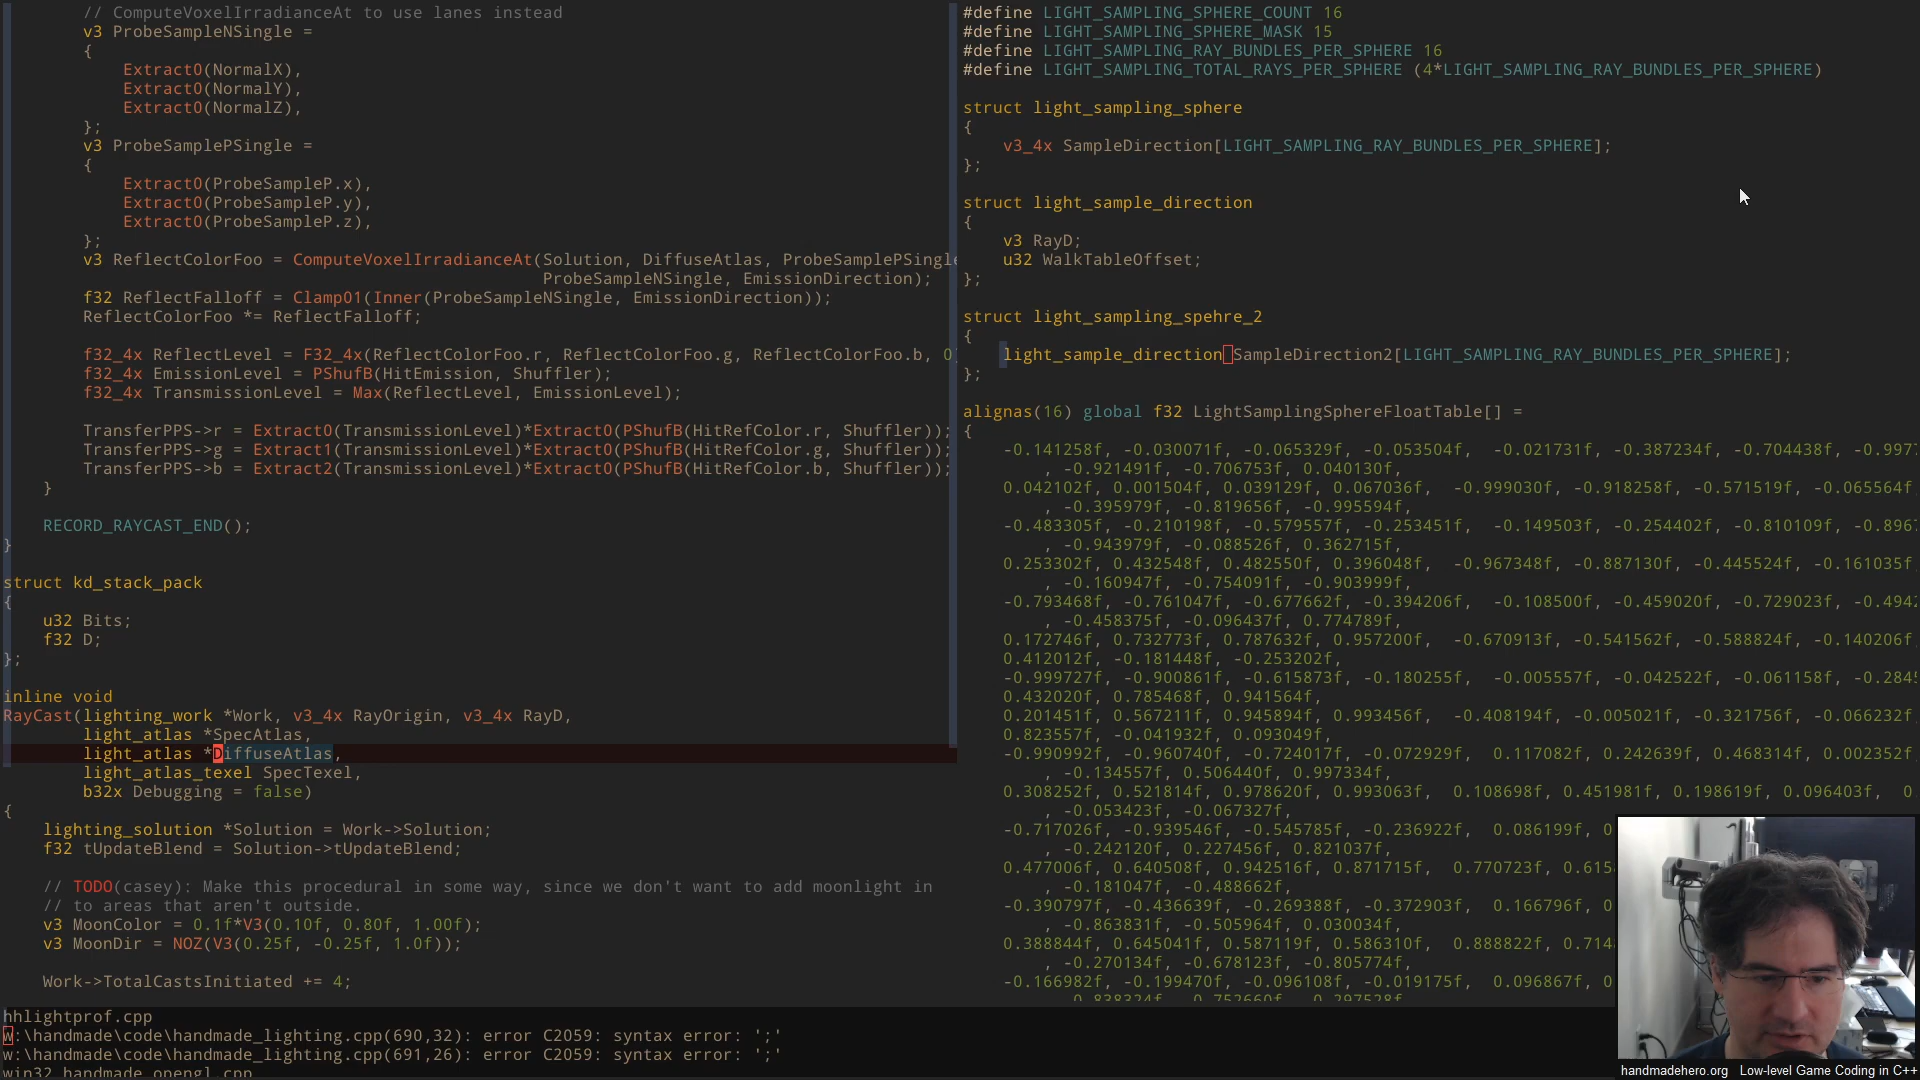 // ComputeVoxelIrradianceAt to use lanes instead
v3 ProbeSampleNSingle =
{
Extract0(NormalX),
Extract0(NormalY),
Extract0(NormalZ),
};
v3 ProbeSamplePSingle =
{
Extract0(ProbeSampleP.x),
Extract0(ProbeSampleP.y),
Extract0(ProbeSampleP.z),
};
v3 ReflectColorFoo = ComputeVoxelIrradianceAt(Solution, DiffuseAtlas, ProbeSamplePSingle
ProbeSampleNSingle, EmissionDirection);
f32 ReflectFalloff = Clamp01(Inner(ProbeSampleNSingle, EmissionDirection));
ReflectColorFoo *= ReflectFalloff;
f32_4x ReflectLevel = F32_4x(ReflectColorFoo.r, ReflectColorFoo.g, ReflectColorFoo.b, 0
f32_4x EmissionLevel = PShufB(HitEmission, Shuffler);
f32_4x TransmissionLevel = Max(ReflectLevel, EmissionLevel);
TransferPPS->r = Extract0(TransmissionLevel)*Extract0(PShufB(HitRefColor.r, Shuffler));
TransferPPS->g = Extract1(TransmissionLevel)*Extract0(PShufB(HitRefColor.g, Shuffler));
TransferPPS->b = Extract2(TransmissionLevel)*Extract0(PShufB(HitRefColor.b, Shuffler));
}
RECORD_RAYCAST_END();
}
struct kd_stack_pack
{
u32 Bits;
f32 D;
};
inline void
RayCast(lighting_work *Work, v3_4x RayOrigin, v3_4x RayD,
light_atlas *SpecAtlas,
light_atlas *DiffuseAtlas,
light_atlas_texel SpecTexel,
b32x Debugging = false)
{
lighting_solution *Solution = Work->Solution;
f32 tUpdateBlend = Solution->tUpdateBlend;
// TODO(casey): Make this procedural in some way, since we don't want to add moonlight in
// to areas that aren't outside.
v3 MoonColor = 0.1f*V3(0.10f, 0.80f, 1.00f);
v3 MoonDir = NOZ(V3(0.25f, -0.25f, 1.0f));
Work->TotalCastsInitiated += 4;
#define LIGHT_SAMPLING_SPHERE_COUNT 16
#define LIGHT_SAMPLING_SPHERE_MASK 15
#define LIGHT_SAMPLING_RAY_BUNDLES_PER_SPHERE 16
#define LIGHT_SAMPLING_TOTAL_RAYS_PER_SPHERE (4*LIGHT_SAMPLING_RAY_BUNDLES_PER_SPHERE)
struct light_sampling_sphere
{
v3_4x SampleDirection[LIGHT_SAMPLING_RAY_BUNDLES_PER_SPHERE];
};
struct light_sample_direction
{
v3 RayD;
u32 WalkTableOffset;
};
struct light_sampling_spehre_2
{
light_sample_direction SampleDirection2[LIGHT_SAMPLING_RAY_BUNDLES_PER_SPHERE];
};
alignas(16) global f32 LightSamplingSphereFloatTable[] =
{
-0.141258f, -0.030071f, -0.065329f, -0.053504f, -0.021731f, -0.387234f, -0.704438f, -0.997
, -0.921491f, -0.706753f, 0.040130f,
0.042102f, 0.001504f, 0.039129f, 0.067036f, -0.999030f, -0.918258f, -0.571519f, -0.065564f
, -0.395979f, -0.819656f, -0.995594f,
-0.483305f, -0.210198f, -0.579557f, -0.253451f, -0.149503f, -0.254402f, -0.810109f, -0.896
, -0.943979f, -0.088526f, 0.362715f,
0.253302f, 0.432548f, 0.482550f, 0.396048f, -0.967348f, -0.887130f, -0.445524f, -0.161035f
, -0.160947f, -0.754091f, -0.903999f,
-0.793468f, -0.761047f, -0.677662f, -0.394206f, -0.108500f, -0.459020f, -0.729023f, -0.494
, -0.458375f, -0.096437f, 0.774789f,
0.172746f, 0.732773f, 0.787632f, 0.957200f, -0.670913f, -0.541562f, -0.588824f, -0.140206f
0.412012f, -0.181448f, -0.253202f,
-0.999727f, -0.900861f, -0.615873f, -0.180255f, -0.005557f, -0.042522f, -0.061158f, -0.284
0.432020f, 0.785468f, 0.941564f,
0.201451f, 0.567211f, 0.945894f, 0.993456f, -0.408194f, -0.005021f, -0.321756f, -0.066232f
0.823557f, -0.041932f, 0.093049f,
-0.990992f, -0.960740f, -0.724017f, -0.072929f, 0.117082f, 0.242639f, 0.468314f, 0.002352f
, -0.134557f, 0.506440f, 0.997334f,
0.308252f, 0.521814f, 0.978620f, 0.993063f, 0.108698f, 0.451981f, 0.198619f, 0.096403f, 0
, -0.053423f, -0.067327f,
-0.717026f, -0.939546f, -0.545785f, -0.236922f, 0.086199f, 0
, -0.242120f, 0.227456f, 0.821037f,
0.477006f, 0.640508f, 0.942516f, 0.871715f, 0.770723f, 0.615
, -0.181047f, -0.488662f,
-0.390797f, -0.436639f, -0.269388f, -0.372903f, 0.166796f, 0
, -0.863831f, -0.505964f, 0.030034f,
0.388844f, 0.645041f, 0.587119f, 0.586310f, 0.888822f, 0.714
, -0.270134f, -0.678123f, -0.805774f,
-0.166982f, -0.199470f, -0.096108f, -0.019175f, 0.096867f, 0
hhlightprof.cpp
w:\handmade\code\handmade_lighting.cpp(690,32): error C2059: syntax error: ';'
w:\handmade\code\handmade_lighting.cpp(691,26): error C2059: syntax error: ';'
win32_handmade_opengl.cpp
handmadehero.org Low-level Game Coding in C++